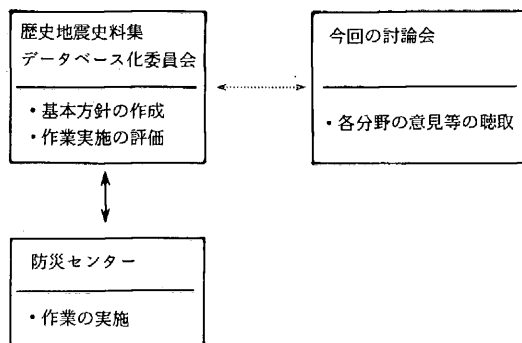 歴史地震史料集
データベース化委員会
・基本方針の作成
・作業実施の評価
今回の討論会
・各分野の意見等の聴取
防災センター
・作業の実施